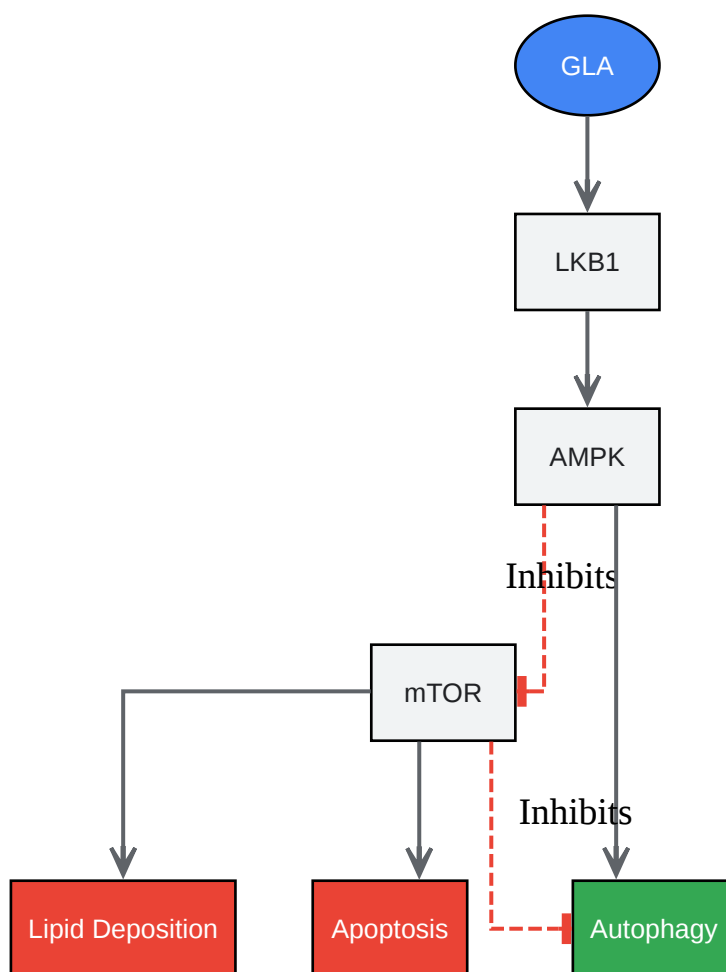 GLA
LKB1
AMPK
Inhibits
mTOR
Inhibits
Lipid Deposition
Apoptosis
Autophagy